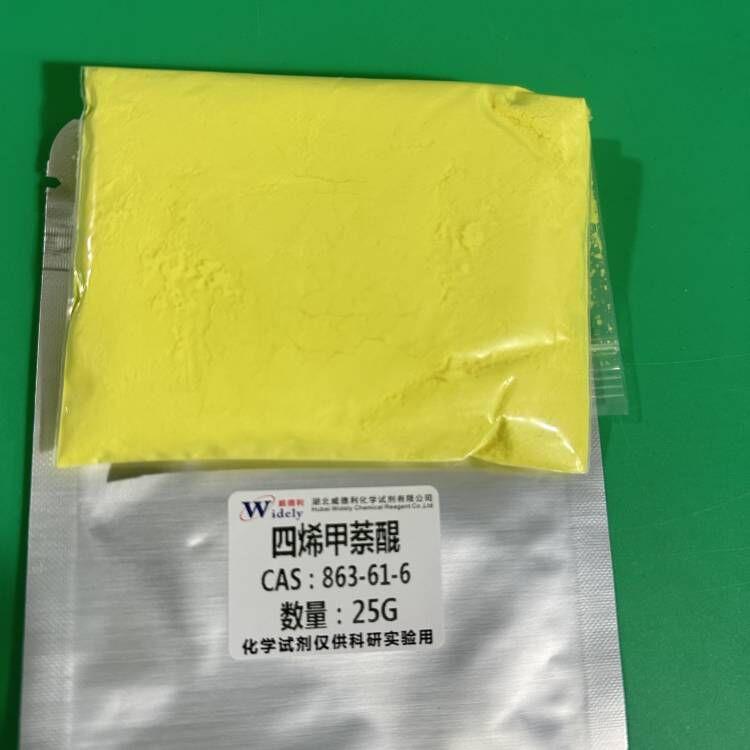 威德利
Widely
湖北威德利化学试剂有限公司
Hubei Widely Chemical Reagent Co.,Ltd
四烯甲萘醌
CAS：863-61-6
数量：25G
化学试剂仅供科研实验用